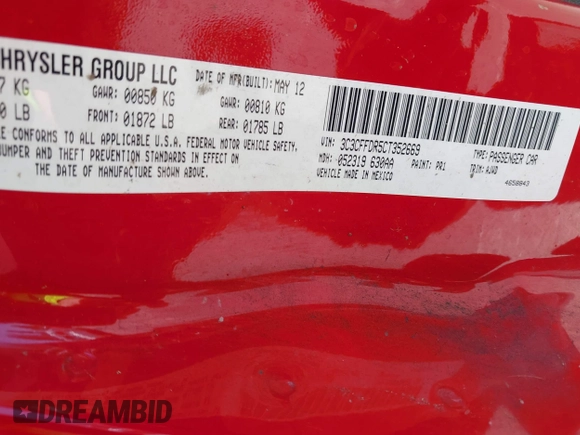 HRYSLER GROUP LLC
DATE OF MFR(BUILT): MAY 12
7 KG
GAWR: 00850 KG
GAWR: 00810 KG
0 LB
FRONT: 01872 LB
REAR: 01785 LB
E CONFORMS TO ALL APPLICABLE U.S.A. FEDERAL MOTOR VEHICLE SAFETY,
UMPER AND THEFT PREVENTION STANDARDS IN EFFECT ON
THE DATE OF MANUFACTURE SHOWN ABOVE.
VIN: 3C3CFFDR5CT352669
TYPE: PASSENGER CAR
MDH: 052319 630AA
PAINT: PR1
TRIM: AJWD
VEHICLE MADE IN MEXICO
4658843
DREAMBID